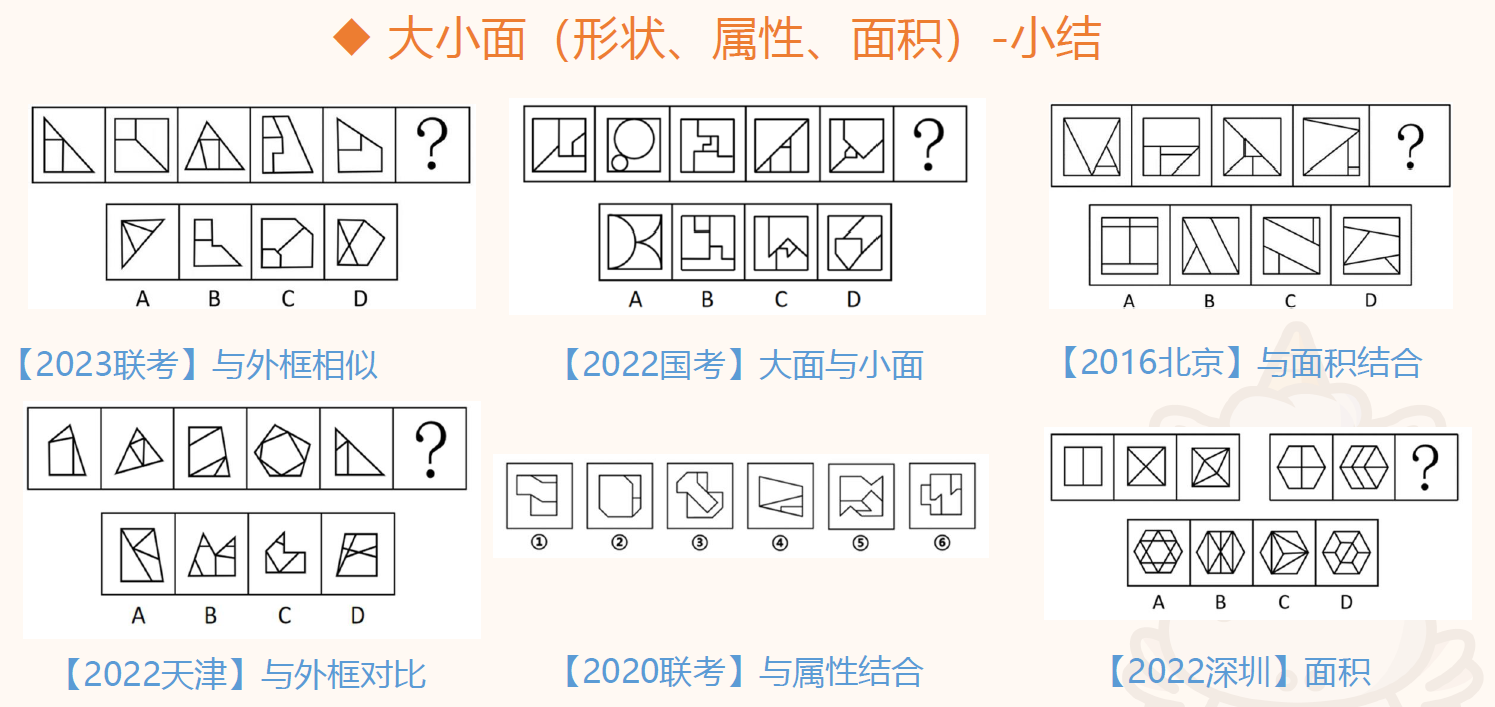 ◆ 大小面（形状、属性、面积）-小结
?
A B C D
【2023联考】与外框相似
?
A B C D
【2022国考】大面与小面
?
A B C D
【2016北京】与面积结合
?
A B C D
【2022天津】与外框对比
① ② ③ ④ ⑤ ⑥
【2020联考】与属性结合
?
A B C D
【2022深圳】面积